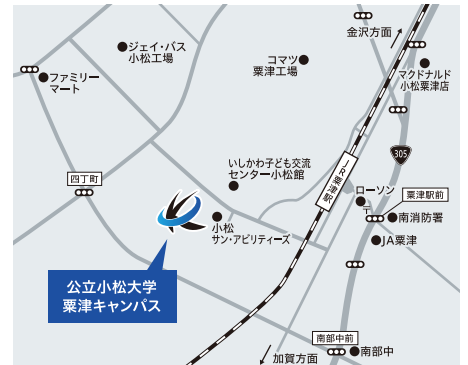 金沢方面
ジェイ・バス
小松工場
コマツ
粟津工場
マクドナルド
小松粟津店
ファミリー
マート
305
いしかわ子ども交流
センター小松館
JR粟津駅
四丁町
ローソン
粟津駅前
〒
南消防署
小松
サン・アビリティーズ
JA粟津
公立小松大学
粟津キャンパス
南部中前
南部中
加賀方面